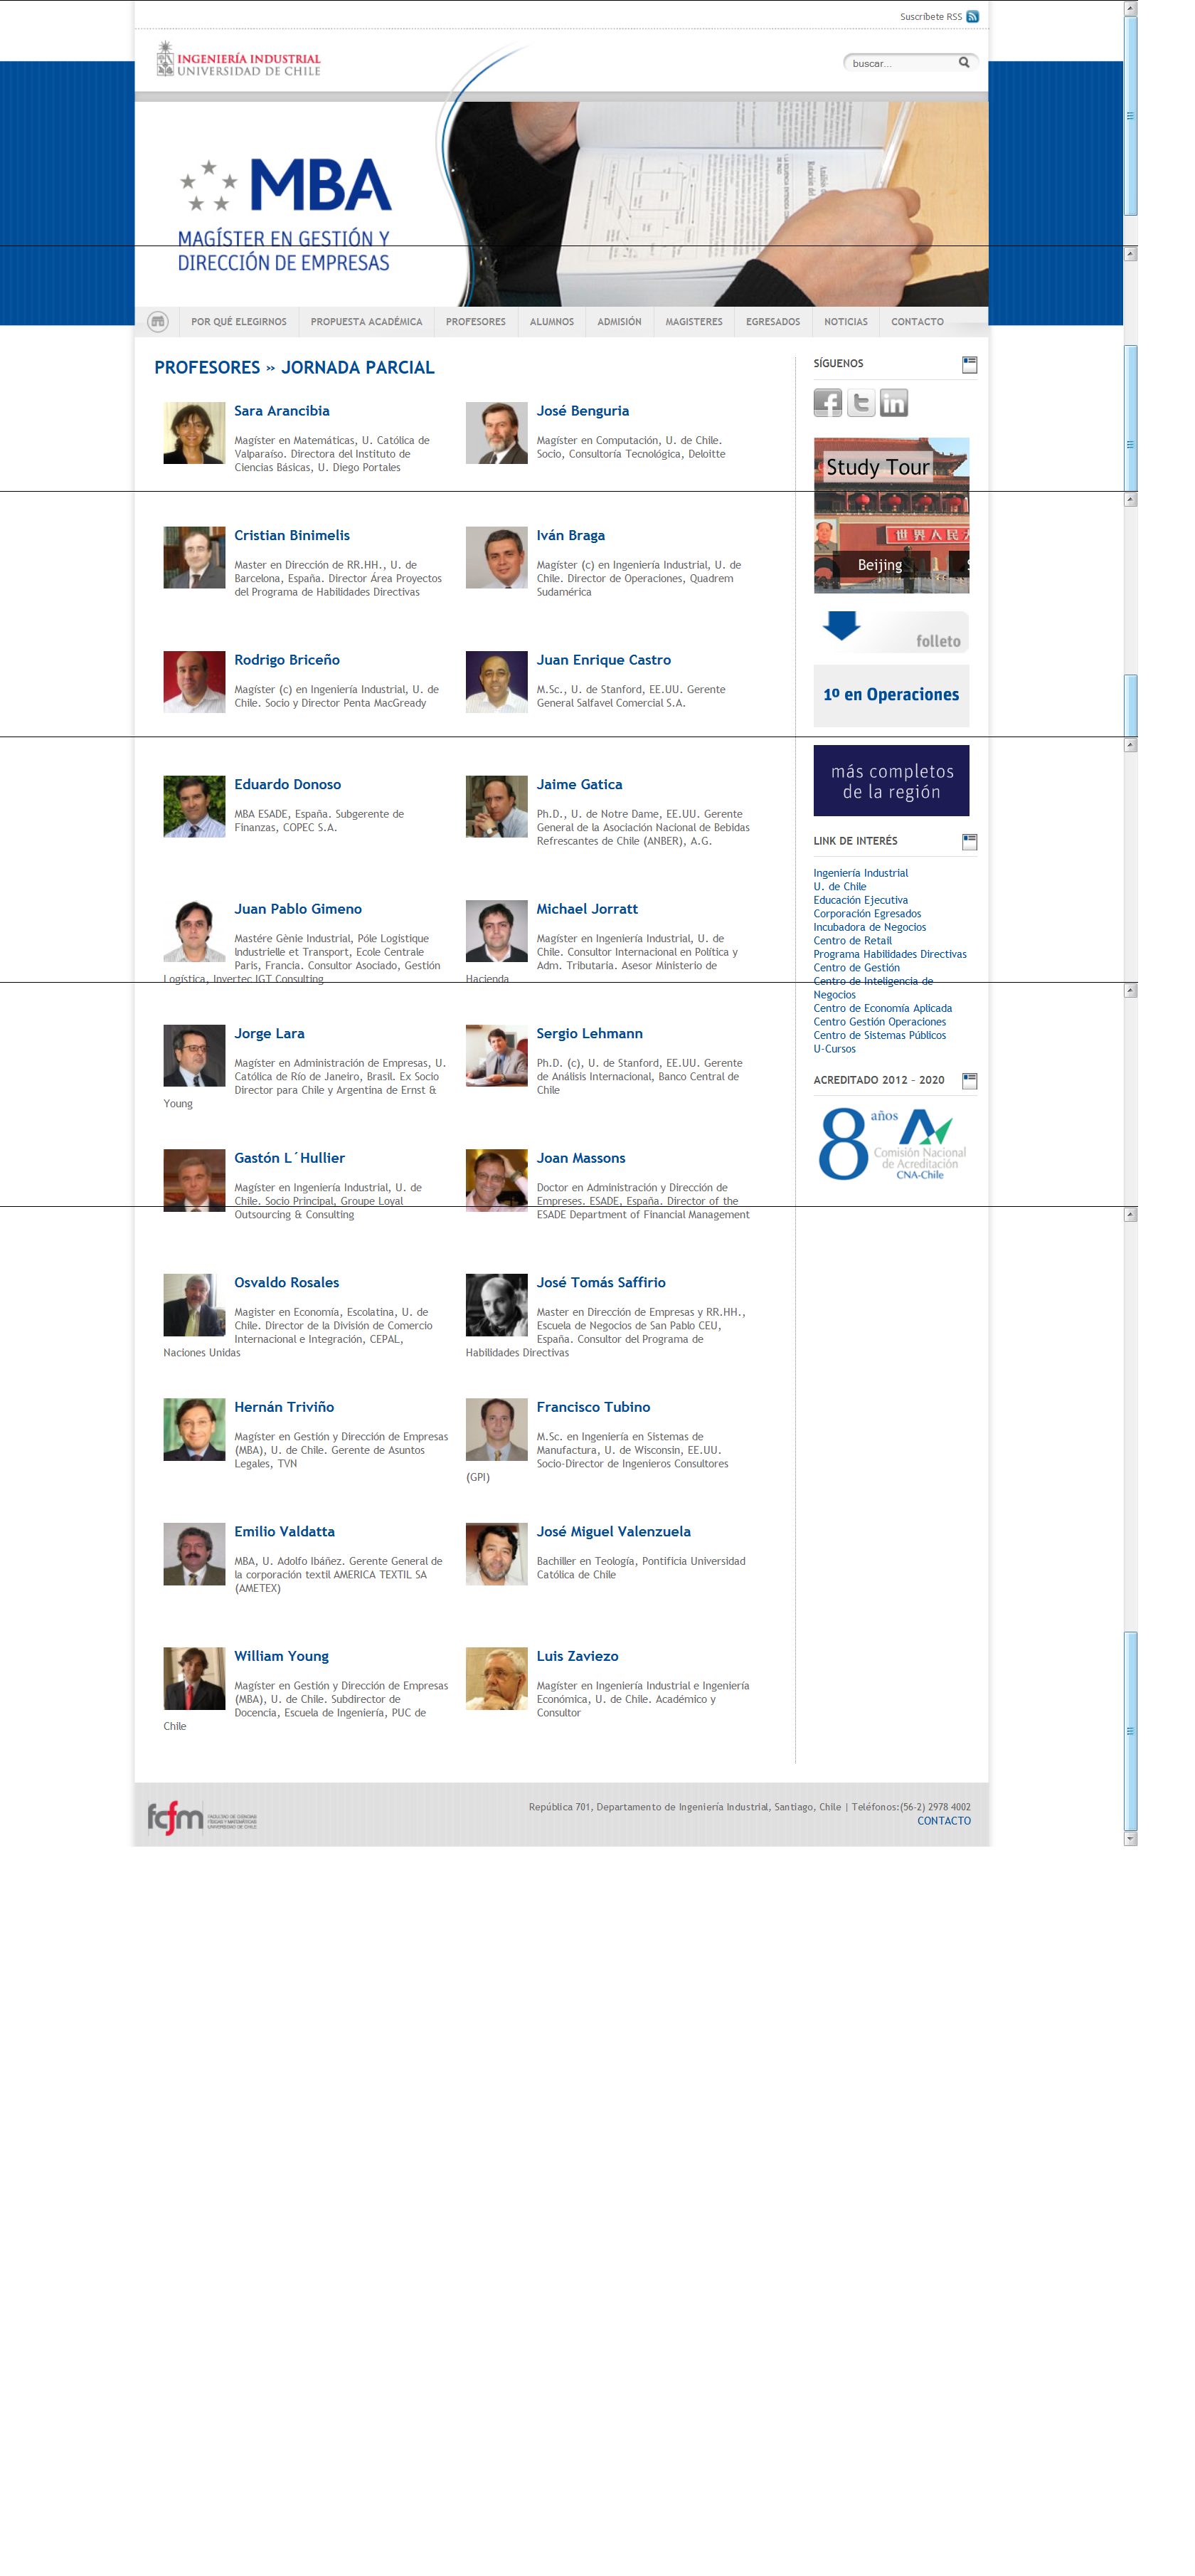 Suscríbete RSS
INGENIERÍA INDUSTRIAL
UNIVERSIDAD DE CHILE
buscar...
MBA
MAGÍSTER EN GESTIÓN Y
DIRECCIÓN DE EMPRESAS
POR QUÉ ELEGIRNOS PROPUESTA ACADÉMICA PROFESORES ALUMNOS ADMISIÓN MAGISTERES EGRESADOS NOTICIAS CONTACTO
PROFESORES » JORNADA PARCIAL
Sara Arancibia
Magíster en Matemáticas, U. Católica de
Valparaíso. Directora del Instituto de
Ciencias Básicas, U. Diego Portales
José Benguria
Magíster en Computación, U. de Chile.
Socio, Consultoría Tecnológica, Deloitte
Cristian Binimelis
Master en Dirección de RR.HH., U. de
Barcelona, España. Director Área Proyectos
del Programa de Habilidades Directivas
Iván Braga
Magíster (c) en Ingeniería Industrial, U. de
Chile. Director de Operaciones, Quadrem
Sudamérica
Rodrigo Briceño
Magíster (c) en Ingeniería Industrial, U. de
Chile. Socio y Director Penta MacGready
Juan Enrique Castro
M.Sc., U. de Stanford, EE.UU. Gerente
General Salfavel Comercial S.A.
Eduardo Donoso
MBA ESADE, España. Subgerente de
Finanzas, COPEC S.A.
Jaime Gatica
Ph.D., U. de Notre Dame, EE.UU. Gerente
General de la Asociación Nacional de Bebidas
Refrescantes de Chile (ANBER), A.G.
Juan Pablo Gimeno
Mastére Gènie Industrial, Póle Logistique
Industrielle et Transport, Ecole Centrale
Paris, Francia. Consultor Asociado, Gestión
Logística, Invertec IGT Consulting
Michael Jorratt
Magíster en Ingeniería Industrial, U. de
Chile. Consultor Internacional en Política y
Adm. Tributaria. Asesor Ministerio de
Hacienda
Jorge Lara
Magíster en Administración de Empresas, U.
Católica de Río de Janeiro, Brasil. Ex Socio
Director para Chile y Argentina de Ernst &
Young
Sergio Lehmann
Ph.D. (c), U. de Stanford, EE.UU. Gerente
de Análisis Internacional, Banco Central de
Chile
Gastón L´Hullier
Magíster en Ingeniería Industrial, U. de
Chile. Socio Principal, Groupe Loyal
Outsourcing & Consulting
Joan Massons
Doctor en Administración y Dirección de
Empreses. ESADE, España. Director of the
ESADE Department of Financial Management
Osvaldo Rosales
Magister en Economía, Escolatina, U. de
Chile. Director de la División de Comercio
Internacional e Integración, CEPAL,
Naciones Unidas
José Tomás Saffirio
Master en Dirección de Empresas y RR.HH.,
Escuela de Negocios de San Pablo CEU,
España. Consultor del Programa de
Habilidades Directivas
Hernán Triviño
Magíster en Gestión y Dirección de Empresas
(MBA), U. de Chile. Gerente de Asuntos
Legales, TVN
Francisco Tubino
M.Sc. en Ingeniería en Sistemas de
Manufactura, U. de Wisconsin, EE.UU.
Socio-Director de Ingenieros Consultores
(GPI)
Emilio Valdatta
MBA, U. Adolfo Ibáñez. Gerente General de
la corporación textil AMERICA TEXTIL SA
(AMETEX)
José Miguel Valenzuela
Bachiller en Teología, Pontificia Universidad
Católica de Chile
William Young
Magíster en Gestión y Dirección de Empresas
(MBA), U. de Chile. Subdirector de
Docencia, Escuela de Ingeniería, PUC de
Chile
Luis Zaviezo
Magíster en Ingeniería Industrial e Ingeniería
Económica, U. de Chile. Académico y
Consultor
SÍGUENOS
Study Tour
世界人民
Beijing
folleto
1º en Operaciones
más completos
de la región
LINK DE INTERÉS
Ingeniería Industrial
U. de Chile
Educación Ejecutiva
Corporación Egresados
Incubadora de Negocios
Centro de Retail
Programa Habilidades Directivas
Centro de Gestión
Centro de Inteligencia de
Negocios
Centro de Economía Aplicada
Centro Gestión Operaciones
Centro de Sistemas Públicos
U-Cursos
ACREDITADO 2012 - 2020
8 años
Comisión Nacional
de Acreditación
CNA-Chile
fcfm
FACULTAD DE CIENCIAS
FÍSICAS Y MATEMÁTICAS
UNIVERSIDAD DE CHILE
República 701, Departamento de Ingeniería Industrial, Santiago, Chile | Teléfonos:(56-2) 2978 4002
CONTACTO